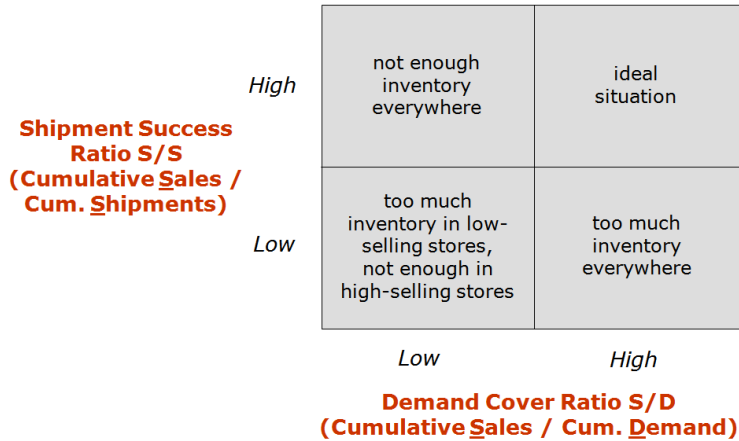 not enough
inventory
everywhere
ideal
situation
High
Shipment Success
Ratio S/S
(Cumulative Sales /
Cum. Shipments)
too much
inventory in low-
selling stores,
not enough in
high-selling stores
too much
inventory
everywhere
Low
Low
High
Demand Cover Ratio S/D
(Cumulative Sales / Cum. Demand)